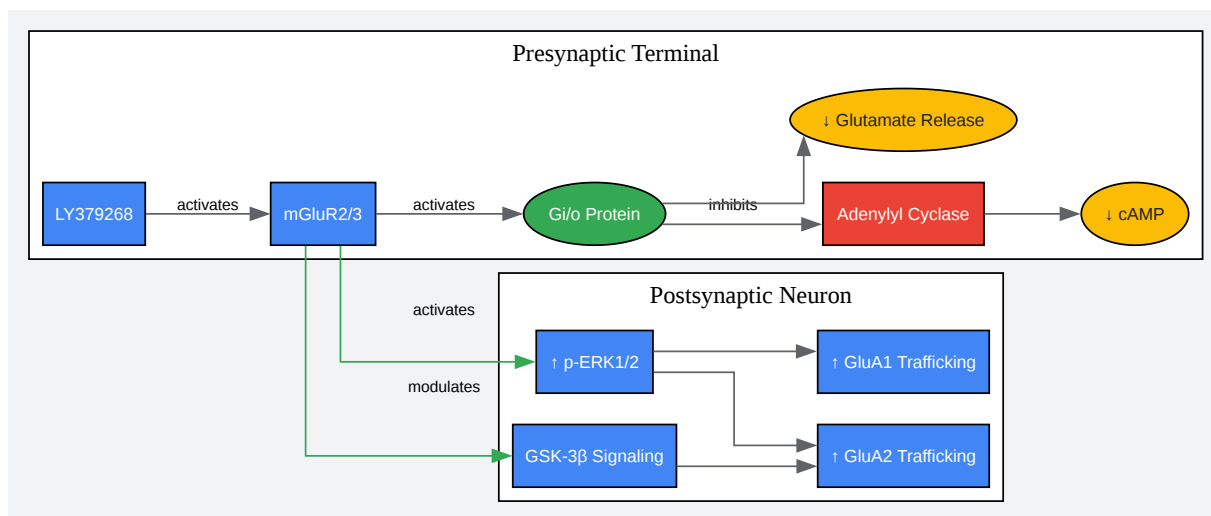 Presynaptic Terminal
↓ Glutamate Release
LY379268
activates
mGluR2/3
activates
Gi/o Protein
inhibits
Adenylyl Cyclase
↓ cAMP
Postsynaptic Neuron
activates
↑ p-ERK1/2
↑ GluA1 Trafficking
modulates
GSK-3β Signaling
↑ GluA2 Trafficking